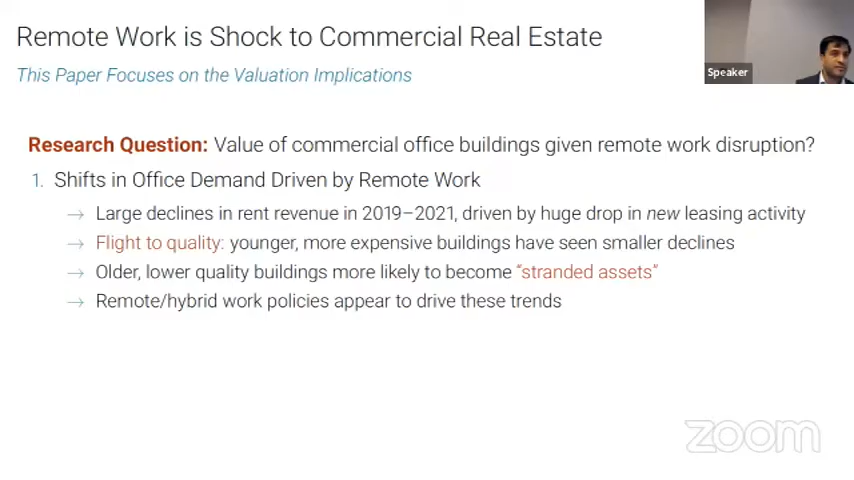 Remote Work is Shock to Commercial Real Estate
This Paper Focuses on the Valuation Implications
Speaker
Research Question: Value of commercial office buildings given remote work disruption?
1. Shifts in Office Demand Driven by Remote Work
→ Large declines in rent revenue in 2019–2021, driven by huge drop in new leasing activity
→ Flight to quality: younger, more expensive buildings have seen smaller declines
→ Older, lower quality buildings more likely to become “stranded assets”
→ Remote/hybrid work policies appear to drive these trends
zoom